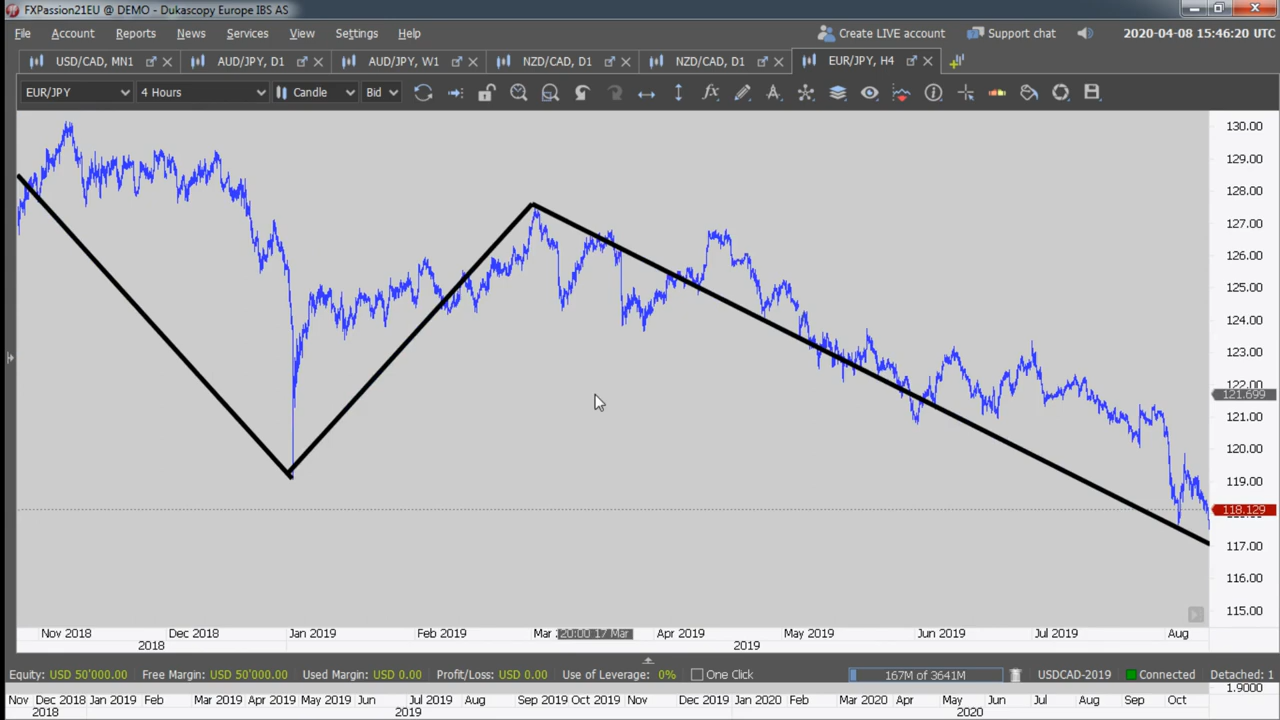 FXPassion21EU @ DEMO - Dukascopy Europe IBS AS
File Account Reports News Services View Settings Help Create LIVE account Support chat 2020-04-08 15:46:20 UTC
USD/CAD, MN1 AUD/JPY, D1 AUD/JPY, W1 NZD/CAD, D1 NZD/CAD, D1 EUR/JPY, H4
EUR/JPY 4 Hours Candle Bid
130.00
129.00
128.00
127.00
126.00
125.00
124.00
123.00
122.00
121.699
121.00
120.00
119.00
118.129
117.00
116.00
115.00
Nov 2018 Dec 2018 Jan 2019 Feb 2019 Mar 20:00 17 Mar Apr 2019 May 2019 Jun 2019 Jul 2019 Aug
2018 2019
Equity: USD 50'000.00 Free Margin: USD 50'000.00 Used Margin: USD 0.00 Profit/Loss: USD 0.00 Use of Leverage: 0% One Click 167M of 3641M USDCAD-2019 Connected Detached: 1
1.9000
Nov Dec 2018 Jan 2019 Feb Mar 2019 Apr 2019 May 2019 Jun Jul 2019 Aug Sep 2019 Oct 2019 Nov Dec 2019 Jan 2020 Feb Mar 2020 Apr May Jun Jul Aug Sep Oct
2018 2019 2020